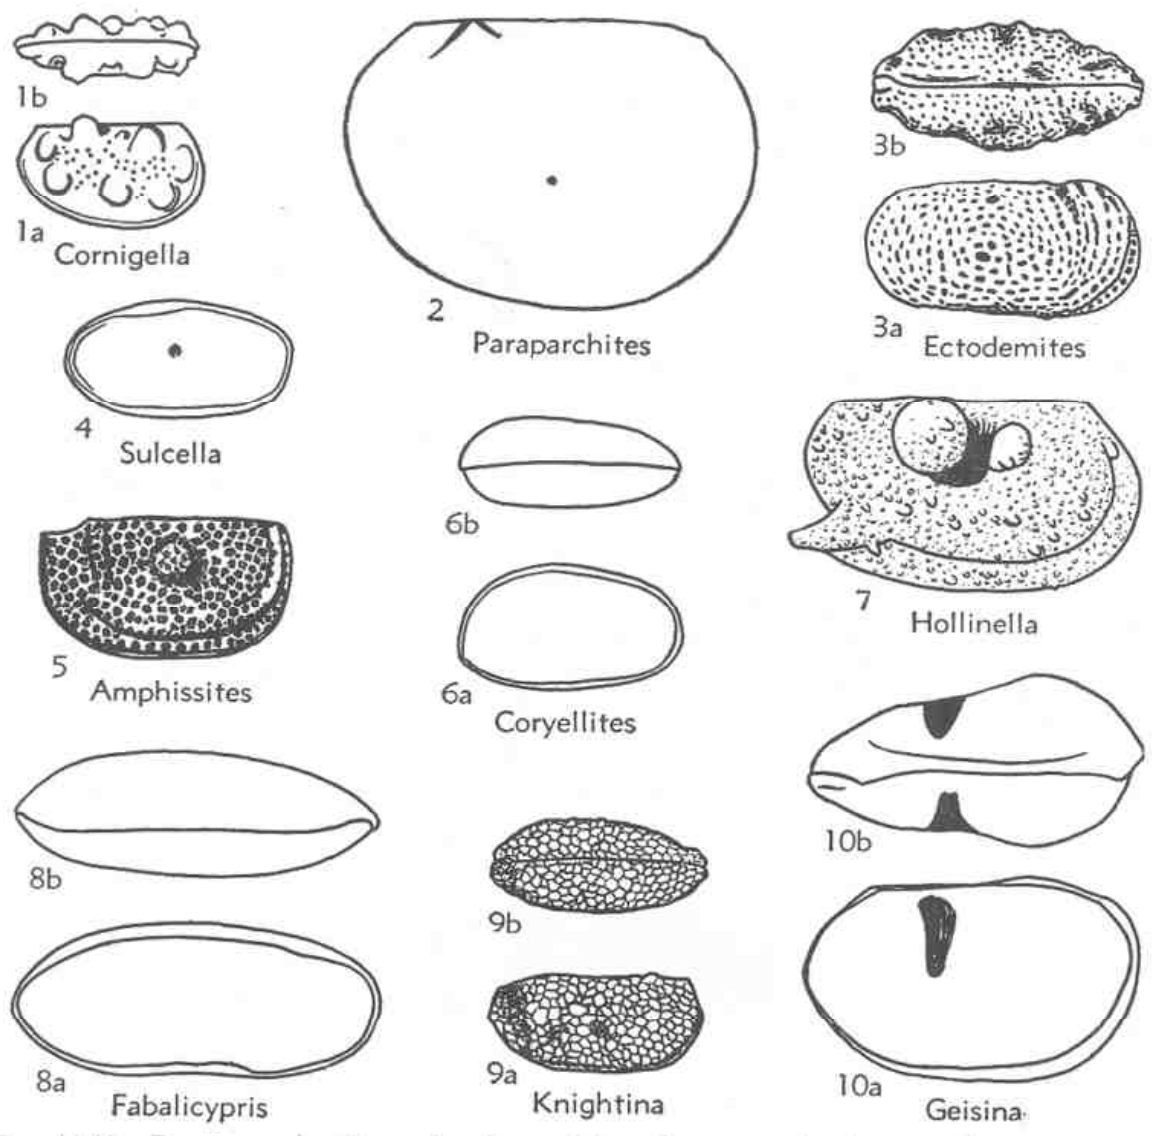 1b
1a
Cornigella
2
Paraparchites
3b
3a
Ectodemites
4
Sulcella
5
Amphissites
6b
6a
Coryellites
7
Hollinella
8b
8a
Fabalicypris
9b
9a
Knightina
10b
10a
Geisina